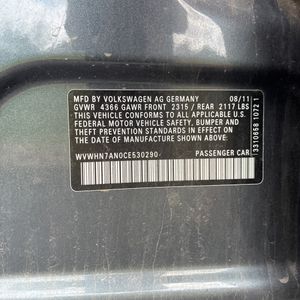 MFD BY VOLKSWAGEN AG GERMANY 08/11
GVWR 4366 GAWR FRONT 2315 / REAR 2117 LBS
THIS VEHICLE CONFORMS TO ALL APPLICABLE U.S.
FEDERAL MOTOR VEHICLE SAFETY, BUMPER AND
THEFT PREVENTION STANDARDS IN EFFECT ON
THE DATE OF MANUFACTURE SHOWN ABOVE.
WVWHN7AN0CE530290 PASSENGER CAR
3310658 1072 1